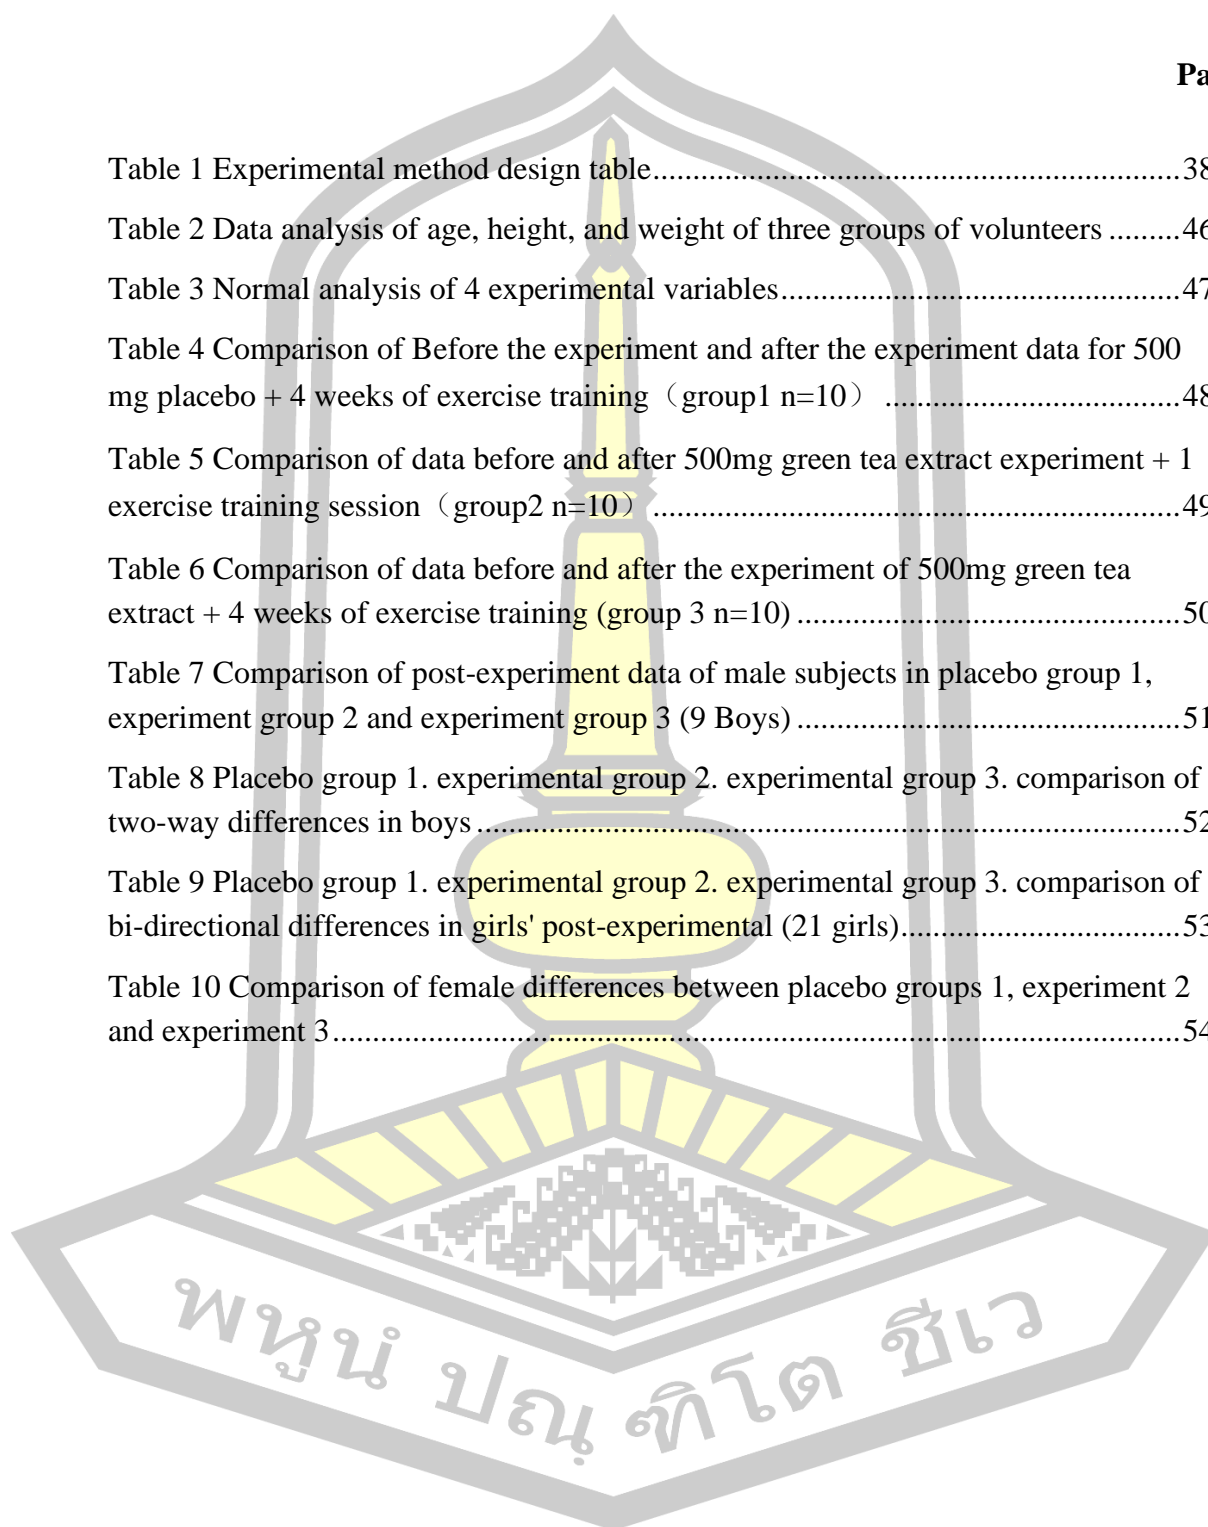 Pa
Table 1 Experimental method design table..................................................................38
Table 2 Data analysis of age, height, and weight of three groups of volunteers .........46
Table 3 Normal analysis of 4 experimental variables..................................................47
Table 4 Comparison of Before the experiment and after the experiment data for 500
mg placebo + 4 weeks of exercise training（group1 n=10） .....................................48
Table 5 Comparison of data before and after 500mg green tea extract experiment + 1
exercise training session（group2 n=10） ..................................................................49
Table 6 Comparison of data before and after the experiment of 500mg green tea
extract + 4 weeks of exercise training (group 3 n=10) ................................................50
Table 7 Comparison of post-experiment data of male subjects in placebo group 1,
experiment group 2 and experiment group 3 (9 Boys) ................................................51
Table 8 Placebo group 1. experimental group 2. experimental group 3. comparison of
two-way differences in boys ........................................................................................52
Table 9 Placebo group 1. experimental group 2. experimental group 3. comparison of
bi-directional differences in girls' post-experimental (21 girls)...................................53
Table 10 Comparison of female differences between placebo groups 1, experiment 2
and experiment 3..........................................................................................................54
พหูนํ ปณฺฑิโต ชีเว